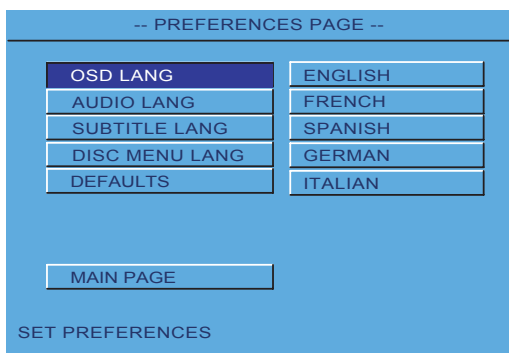 -- PREFERENCES PAGE --
OSD LANG
AUDIO LANG
SUBTITLE LANG
DISC MENU LANG
DEFAULTS
ENGLISH
FRENCH
SPANISH
GERMAN
ITALIAN
MAIN PAGE
SET PREFERENCES